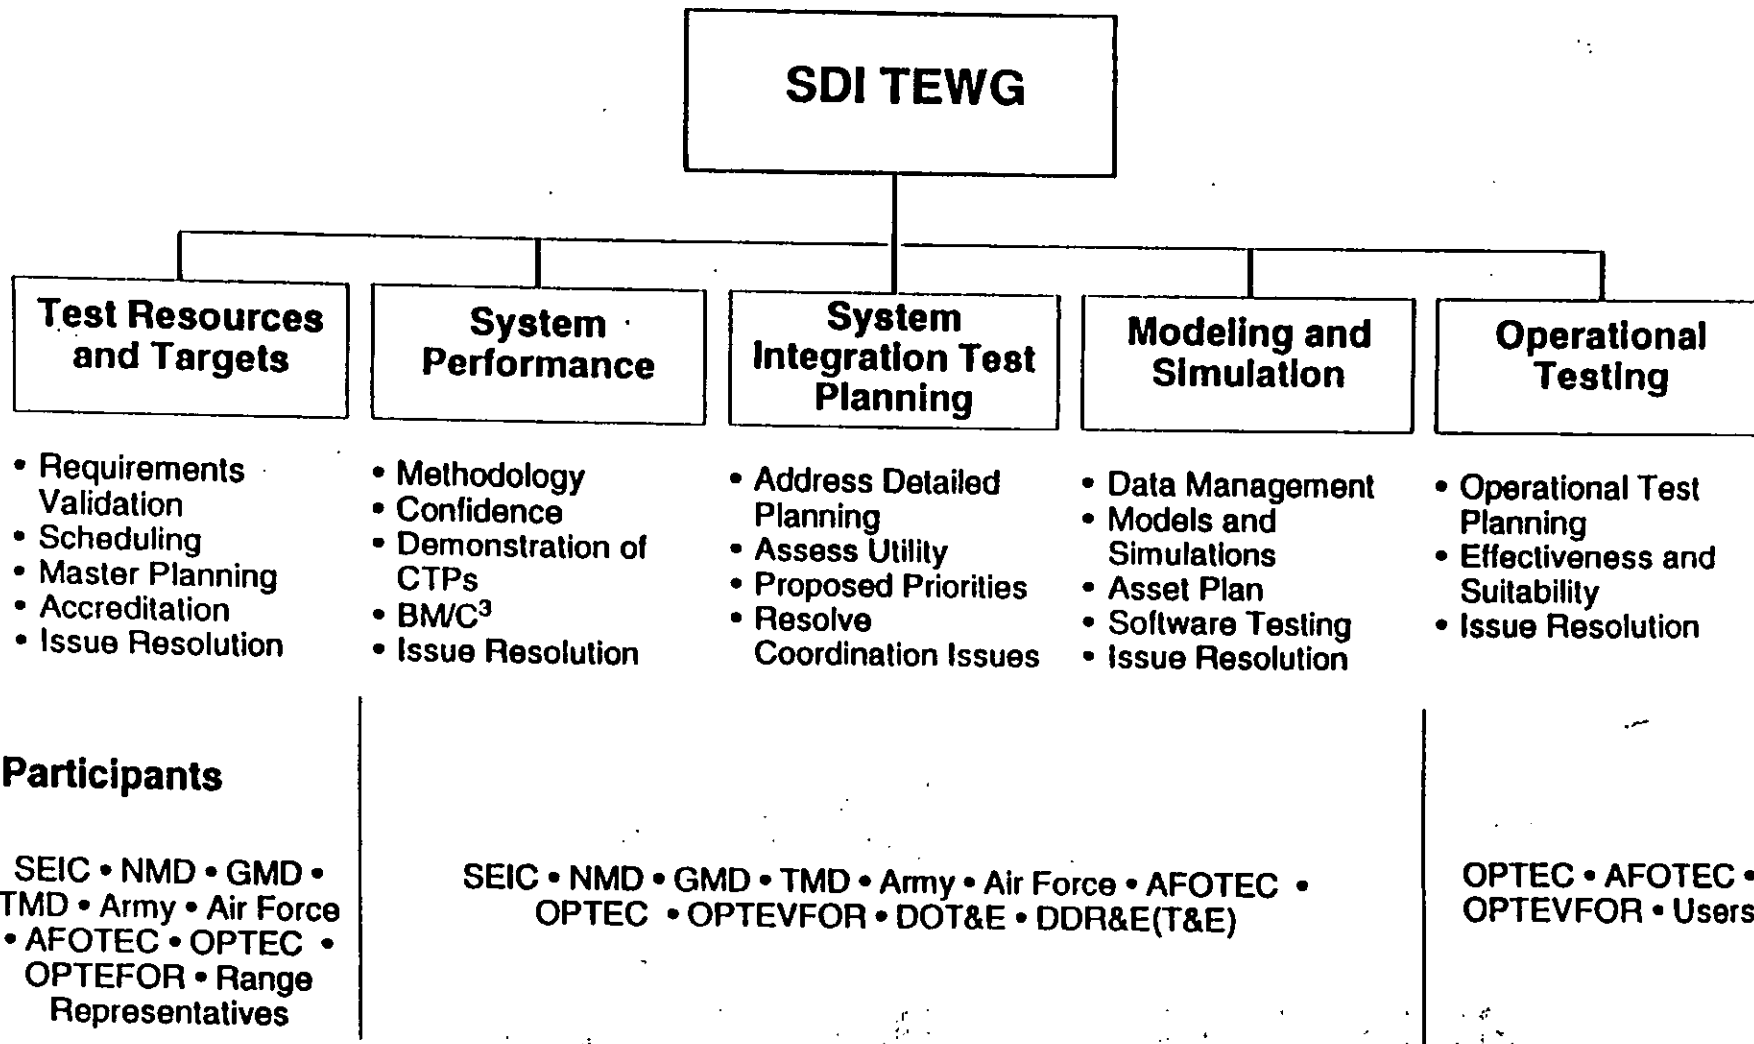 SDI TEWG
Test Resources
and Targets
System
Performance
System
Integration Test
Planning
Modeling and
Simulation
Operational
Testing
• Requirements
Validation
• Scheduling
• Master Planning
• Accreditation
• Issue Resolution
• Methodology
• Confidence
• Demonstration of
CTPs
• BM/C³
• Issue Resolution
• Address Detailed
Planning
• Assess Utility
• Proposed Priorities
• Resolve
Coordination Issues
• Data Management
• Models and
Simulations
• Asset Plan
• Software Testing
• Issue Resolution
• Operational Test
Planning
• Effectiveness and
Suitability
• Issue Resolution
Participants
SEIC • NMD • GMD •
TMD • Army • Air Force
• AFOTEC • OPTEC •
OPTEFOR • Range
Representatives
SEIC • NMD • GMD • TMD • Army • Air Force • AFOTEC •
OPTEC • OPTEVFOR • DOT&E • DDR&E(T&E)
OPTEC • AFOTEC •
OPTEVFOR • Users